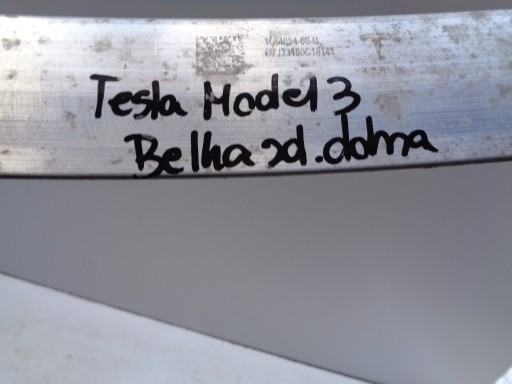 Tesla Model 3
Belka zd.dolna